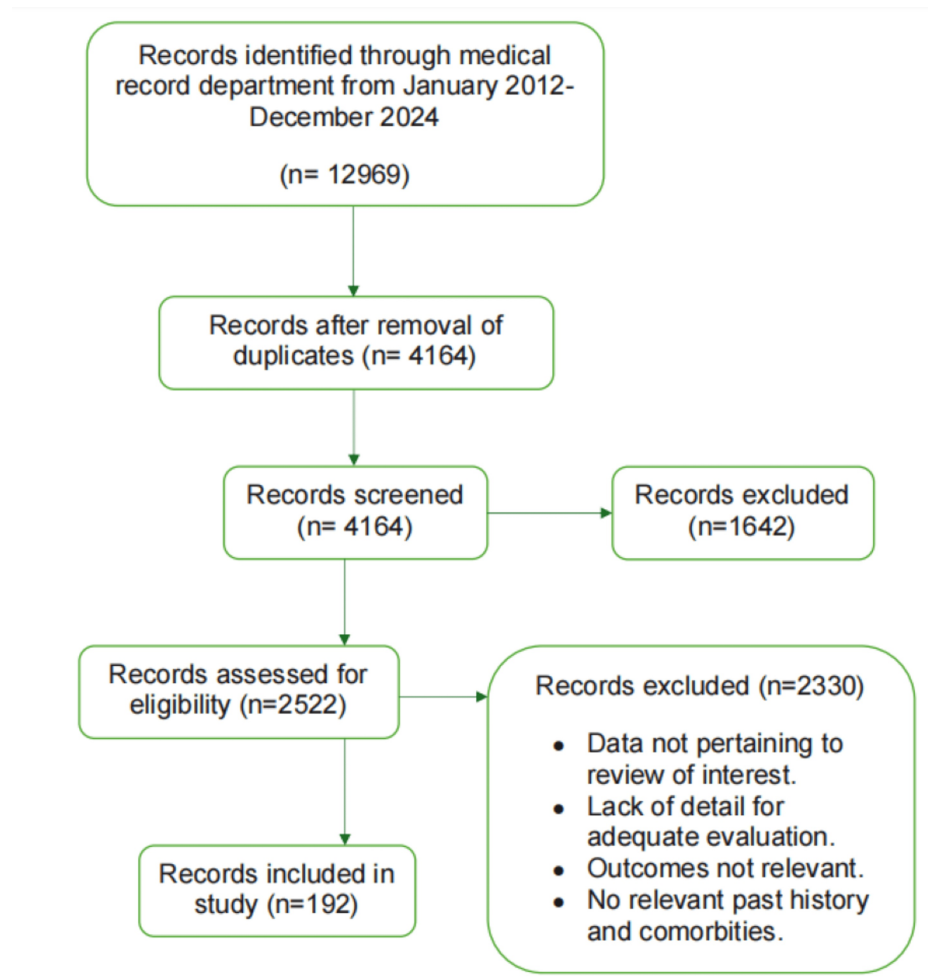 Records identified through medical
record department from January 2012-
December 2024
(n= 12969)
Records after removal of
duplicates (n= 4164)
Records screened
(n= 4164)
Records excluded
(n=1642)
Records assessed for
eligibility (n=2522)
Records excluded (n=2330)
• Data not pertaining to
review of interest.
• Lack of detail for
adequate evaluation.
• Outcomes not relevant.
• No relevant past history
and comorbities.
Records included in
study (n=192)